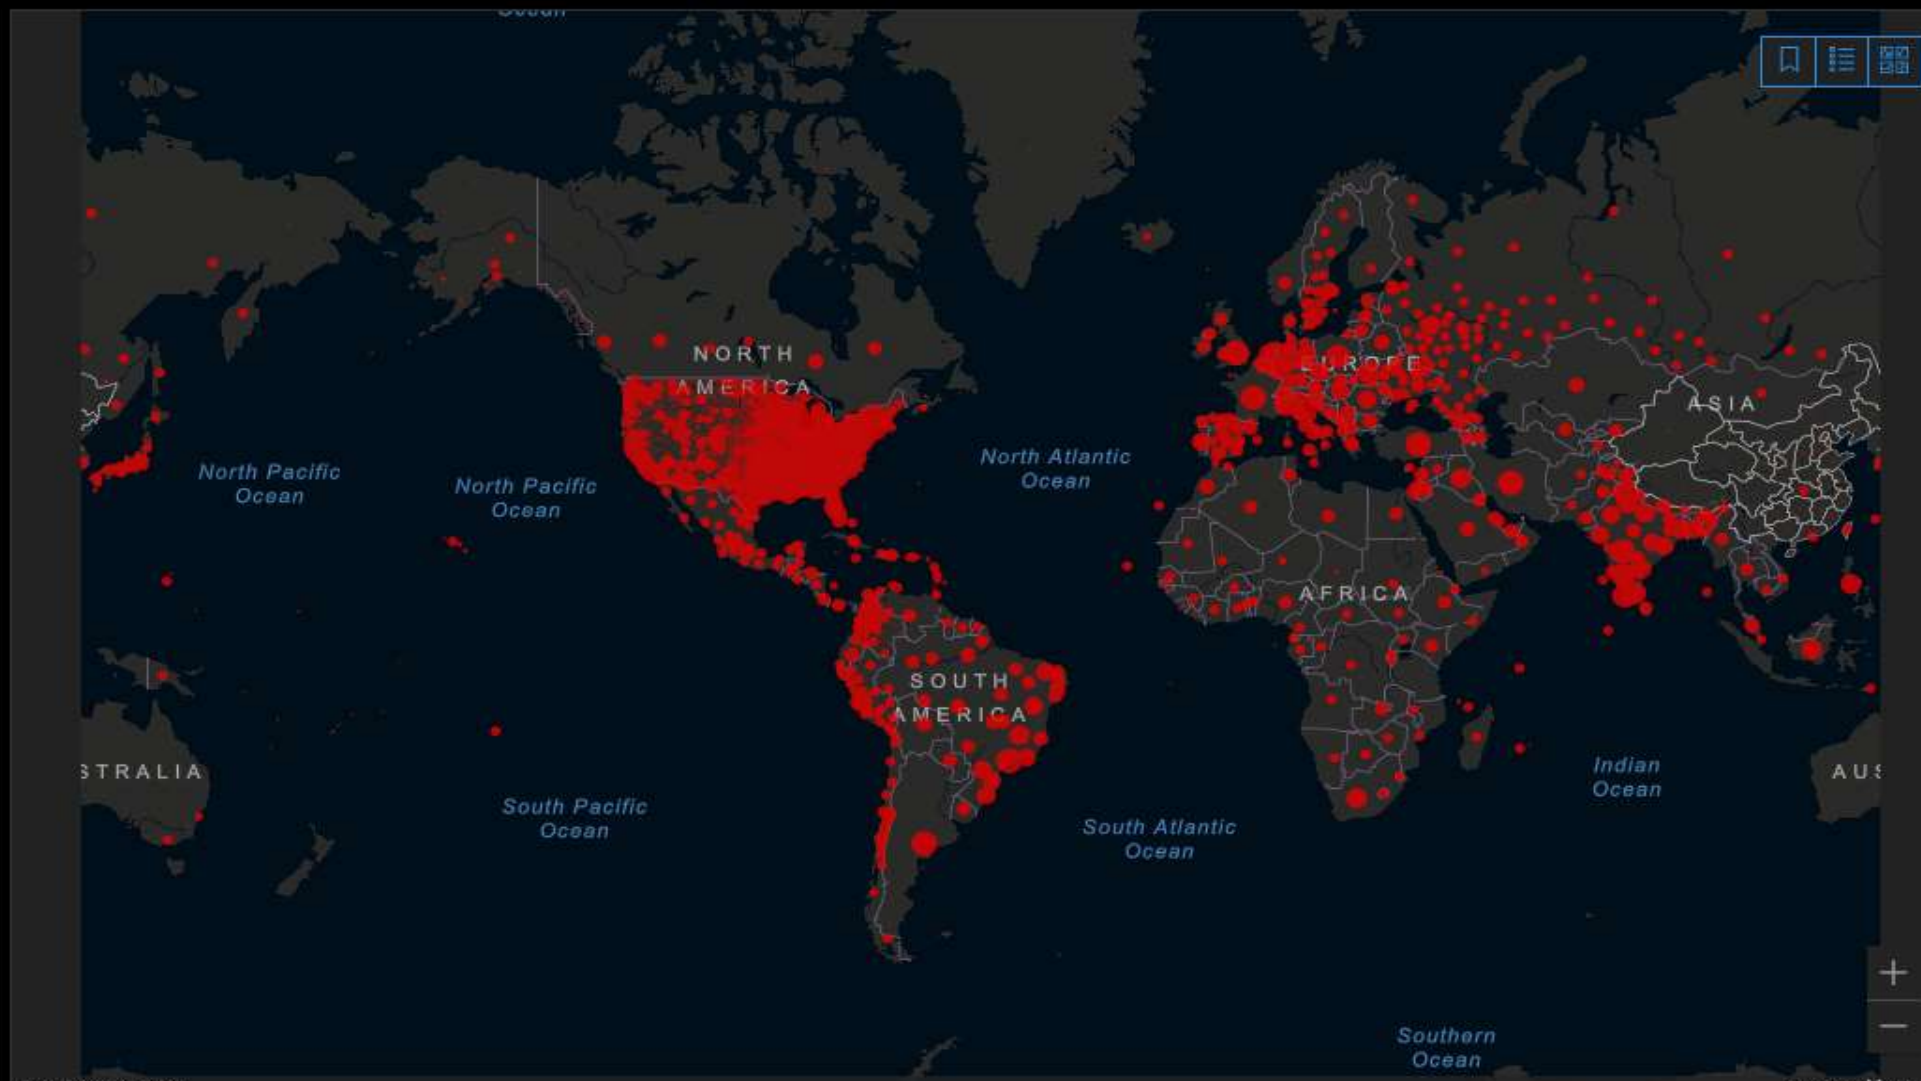 NORTH
AMERICA
EUROPE
ASIA
North Pacific
Ocean
North Pacific
Ocean
North Atlantic
Ocean
AFRICA
SOUTH
AMERICA
STRALIA
South Pacific
Ocean
South Atlantic
Ocean
Indian
Ocean
AUS
Southern
Ocean